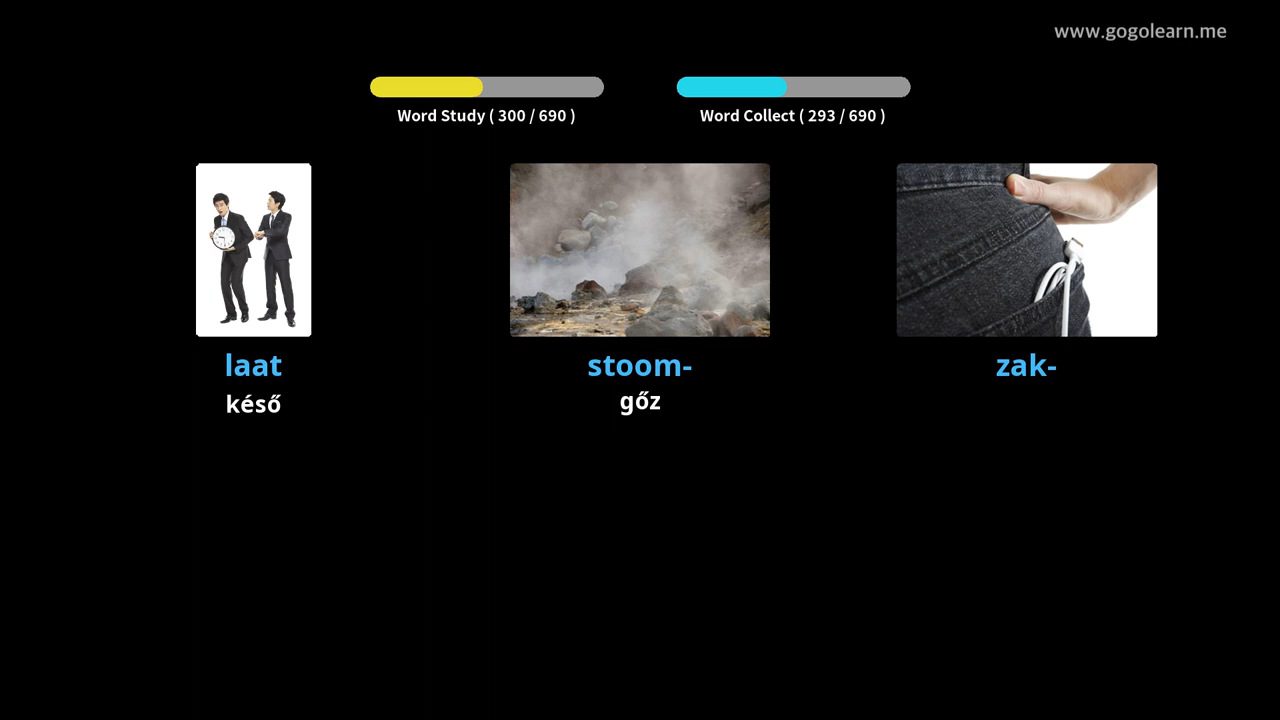 www.gogolearn.me
Word Study ( 300 / 690 )
Word Collect ( 293 / 690 )
laat
késő
stoom-
gőz
zak-